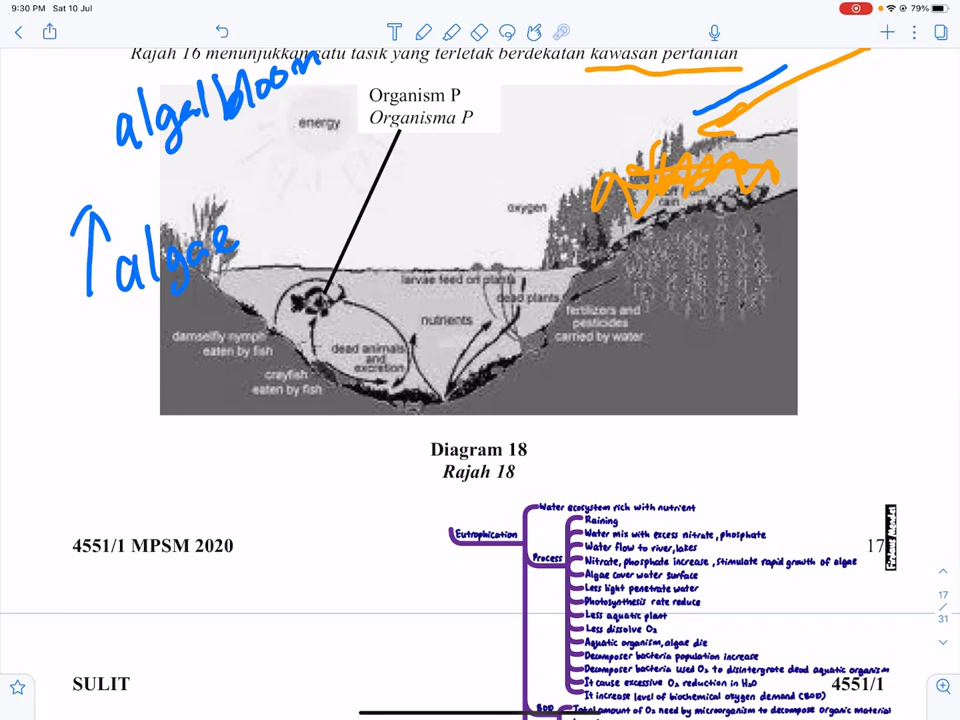 9:30 PM Sat 10 Jul
79%
Rajah 16 menunjukkan satu tasik yang terletak berdekatan kawasan pertanian
algal bloom
Organism P
Organisma P
energy
oxygen
rain
↑ algae
larvae feed on plants
dead plants
nutrients
fertilizers and
pesticides
carried by water
damselfly nymph
eaten by fish
dead animals
and
excretion
crayfish
eaten by fish
Diagram 18
Rajah 18
Water ecosystem rich with nutrient
Eutrophication
Raining
Water mix with excess nitrate, phosphate
4551/1 MPSM 2020
17
Process
Water flow to river, lakes
Nitrate, phosphate increase, stimulate rapid growth of algae
Algae cover water surface
Less light penetrate water
Photosynthesis rate reduce
Less aquatic plant
Less dissolve O₂
Aquatic organism, algae die
Decomposer bacteria population increase
Decomposer bacteria used O₂ to disintergrate dead aquatic organism
It cause excessive O₂ reduction in H₂O
It increase level of biochemical oxygen demand (BOD)
SULIT
4551/1
BOD
Total amount of O₂ need by microorganism to decompose organic material
17
/
31